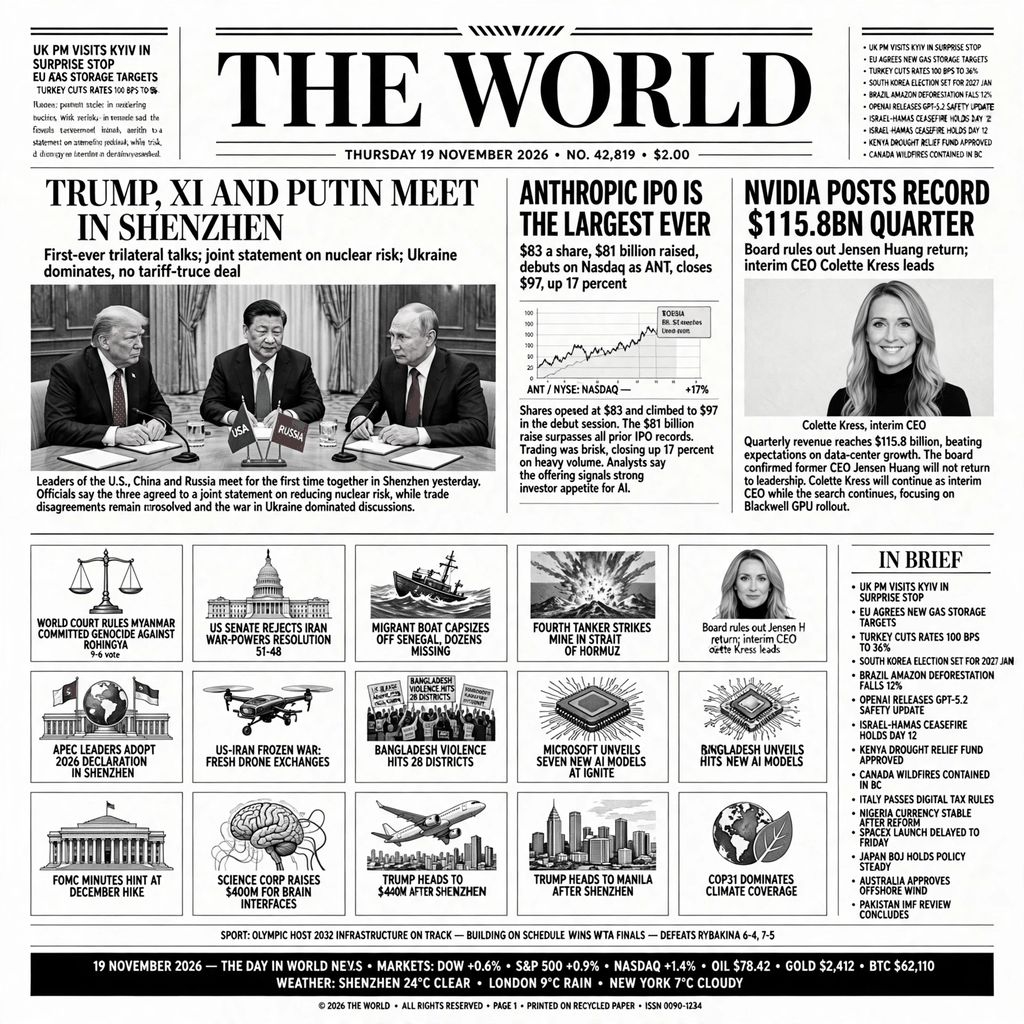 UK PM VISITS KYIV IN
SURPRISE STOP
EU AAS STORAGE TARGETS
TURKEY CUTS RATES 100 BPS TO
THE WORLD
THURSDAY 19 NOVEMBER 2026 • NO. 42,819 • $2.00
• UK PM VISITS KYIV IN SURPRISE STOP
• EU AGREES NEW GAS STORAGE TARGETS
• TURKEY CUTS RATES 100 BPS TO 36%
• SOUTH KOREA ELECTION SET FOR 2027 JAN
• BRAZIL AMAZON DEFORESTATION FALS 12%
• OPENAI RELEASES GPT-5.2 SAFETY UPDATE
• ISRAEL-HAMAS CEASEFIRE HOLDS DAY 12
• ISRAEL-HAMAS CEASEFIRE HOLDS DAY 12
• KENYA DROUGHT RELIEF FUND APPROVED
• CANADA WILDFIRES CONTAINED IN BC
TRUMP, XI AND PUTIN MEET
IN SHENZHEN
First-ever trilateral talks; joint statement on nuclear risk; Ukraine
dominates, no tariff-truce deal
USA
RUSSIA
Leaders of the U.S., China and Russia meet for the first time together in Shenzhen yesterday.
Officials say the three agreed to a joint statement on reducing nuclear risk, while trade
disagreements remain mrosolved and the war in Ukraine dominated discussions.
ANTHROPIC IPO IS
THE LARGEST EVER
$83 a share, $81 billion raised,
debuts on Nasdaq as ANT, closes
$97, up 17 percent
ANT / NYSE: NASDAQ — +17%
Shares opened at $83 and climbed to $97
in the debut session. The $81 billion
raise surpasses all prior IPO records.
Trading was brisk, closing up 17 percent
on heavy volume. Analysts say
the offering signals strong
investor appetite for AI.
NVIDIA POSTS RECORD
$115.8BN QUARTER
Board rules out Jensen Huang return;
interim CEO Colette Kress leads
Colette Kress, interim CEO
Quarterly revenue reaches $115.8 billion, beating
expectations on data-center growth. The board
confirmed former CEO Jensen Huang will not return
to leadership. Colette Kress will continue as interim
CEO while the search continues, focusing on
Blackwell GPU rollout.
WORLD COURT RULES MYANMAR
COMMITTED GENOCIDE AGAINST
ROHINGYA
9-6 vote
US SENATE REJECTS IRAN
WAR-POWERS RESOLUTION
51-48
MIGRANT BOAT CAPSIZES
OFF SENEGAL, DOZENS
MISSING
FOURTH TANKER STRIKES
MINE IN STRAIT
OF HORMUZ
Board rules out Jensen H
return; interim CEO
Kress leads
APEC LEADERS ADOPT
2026 DECLARATION
IN SHENZHEN
US-IRAN FROZEN WAR:
FRESH DRONE EXCHANGES
BANGLADESH
VIOLENCE HITS
28 DISTRICTS
BANGLADESH VIOLENCE
HITS 28 DISTRICTS
MICROSOFT UNVEILS
SEVEN NEW AI MODELS
AT IGNITE
UNVEILS
HITS NEW AI MODELS
FOMC MINUTES HINT AT
DECEMBER HIKE
SCIENCE CORP RAISES
$400M FOR BRAIN
INTERFACES
TRUMP HEADS TO
AFTER SHENZHEN
TRUMP HEADS TO MANILA
AFTER SHENZHEN
COP31 DOMINATES
CLIMATE COVERAGE
IN BRIEF
• UK PM VISITS KYIV IN
SURPRISE STOP
• EU AGREES NEW GAS STORAGE
TARGETS
• TURKEY CUTS RATES 100 BPS
TO 36%
• SOUTH KOREA ELECTION SET FOR 2027 JAN
• BRAZIL AMAZON DEFORESTATION
FALLS 12%
• OPENAI RELEASES GPT-5.2
SAFETY UPDATE
• ISRAEL-HAMAS CEASEFIRE
HOLDS DAY 12
• KENYA DROUGHT RELIEF FUND
APPROVED
• CANADA WILDFIRES CONTAINED
IN BC
• ITALY PASSES DIGITAL TAX RULES
• NIGERIA CURRENCY STABLE
AFTER REFORM
• SPACEX LAUNCH DELAYED TO
FRIDAY
• JAPAN BOJ HOLDS POLICY
STEADY
• AUSTRALIA APPROVES
OFFSHORE WIND
• PAKISTAN IMF REVIEW
CONCLUDES
SPORT: OLYMPIC HOST 2032 INFRASTRUCTURE ON TRACK — BUILDING ON SCHEDULE WINS WTA FINALS — DEFEATS RYBAKINA 6-4, 7-5
19 NOVEMBER 2026 — THE DAY IN WORLD NEWS • MARKETS: DOW +0.6% • S&P 500 +0.9% • NASDAQ +1.4% • OIL $78.42 • GOLD $2,412 • BTC $62,110
WEATHER: SHENZHEN 24°C CLEAR • LONDON 9°C RAIN • NEW YORK 7°C CLOUDY
© 2026 THE WORLD • ALL RIGHTS RESERVED • PAGE 1 • PRINTED ON RECYCLED PAPER • ISSN 0090-1234